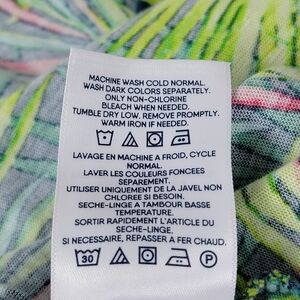 MACHINE WASH COLD NORMAL.
WASH DARK COLORS SEPARATELY.
ONLY NON-CHLORINE
BLEACH WHEN NEEDED.
TUMBLE DRY LOW. REMOVE PROMPTLY.
WARM IRON IF NEEDED.
LAVAGE EN MACHINE A FROID, CYCLE
NORMAL.
LAVER LES COULEURS FONCEES
SEPAREMENT.
UTILISER UNIQUEMENT DE LA JAVEL NON
CHLOREE SI BESOIN.
SECHE-LINGE A TAMBOUR BASSE
TEMPERATURE.
SORTIR RAPIDEMENT L'ARTICLE DU
SECHE-LINGE.
SI NECESSAIRE, REPASSER A FER CHAUD.
30 P